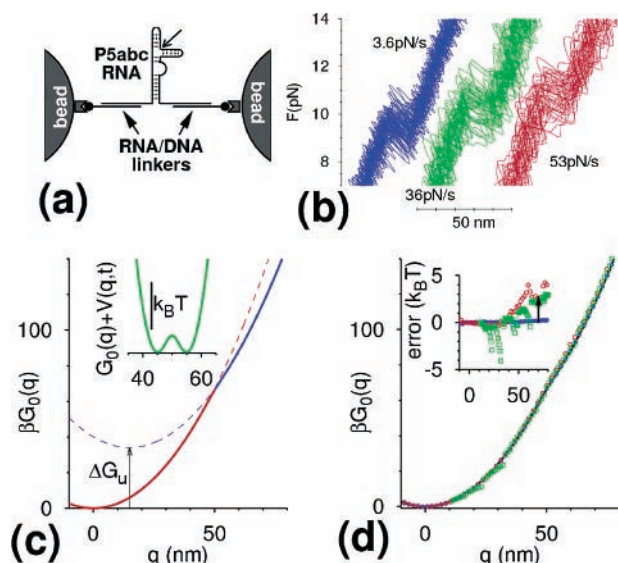 (a)
P5abc
RNA
bead
bead
RNA/DNA
linkers
(b)
F(pN)
14
12
10
8
3.6pN/s
36pN/s
53pN/s
50 nm
(c)
βG₀(q)
100
0
0
50
q (nm)
ΔGᵤ
G₀(q)+V(q,t)
kBT
40
60
(d)
βG₀(q)
100
0
0
50
q (nm)
error (kBT)
5
0
-5
0
50